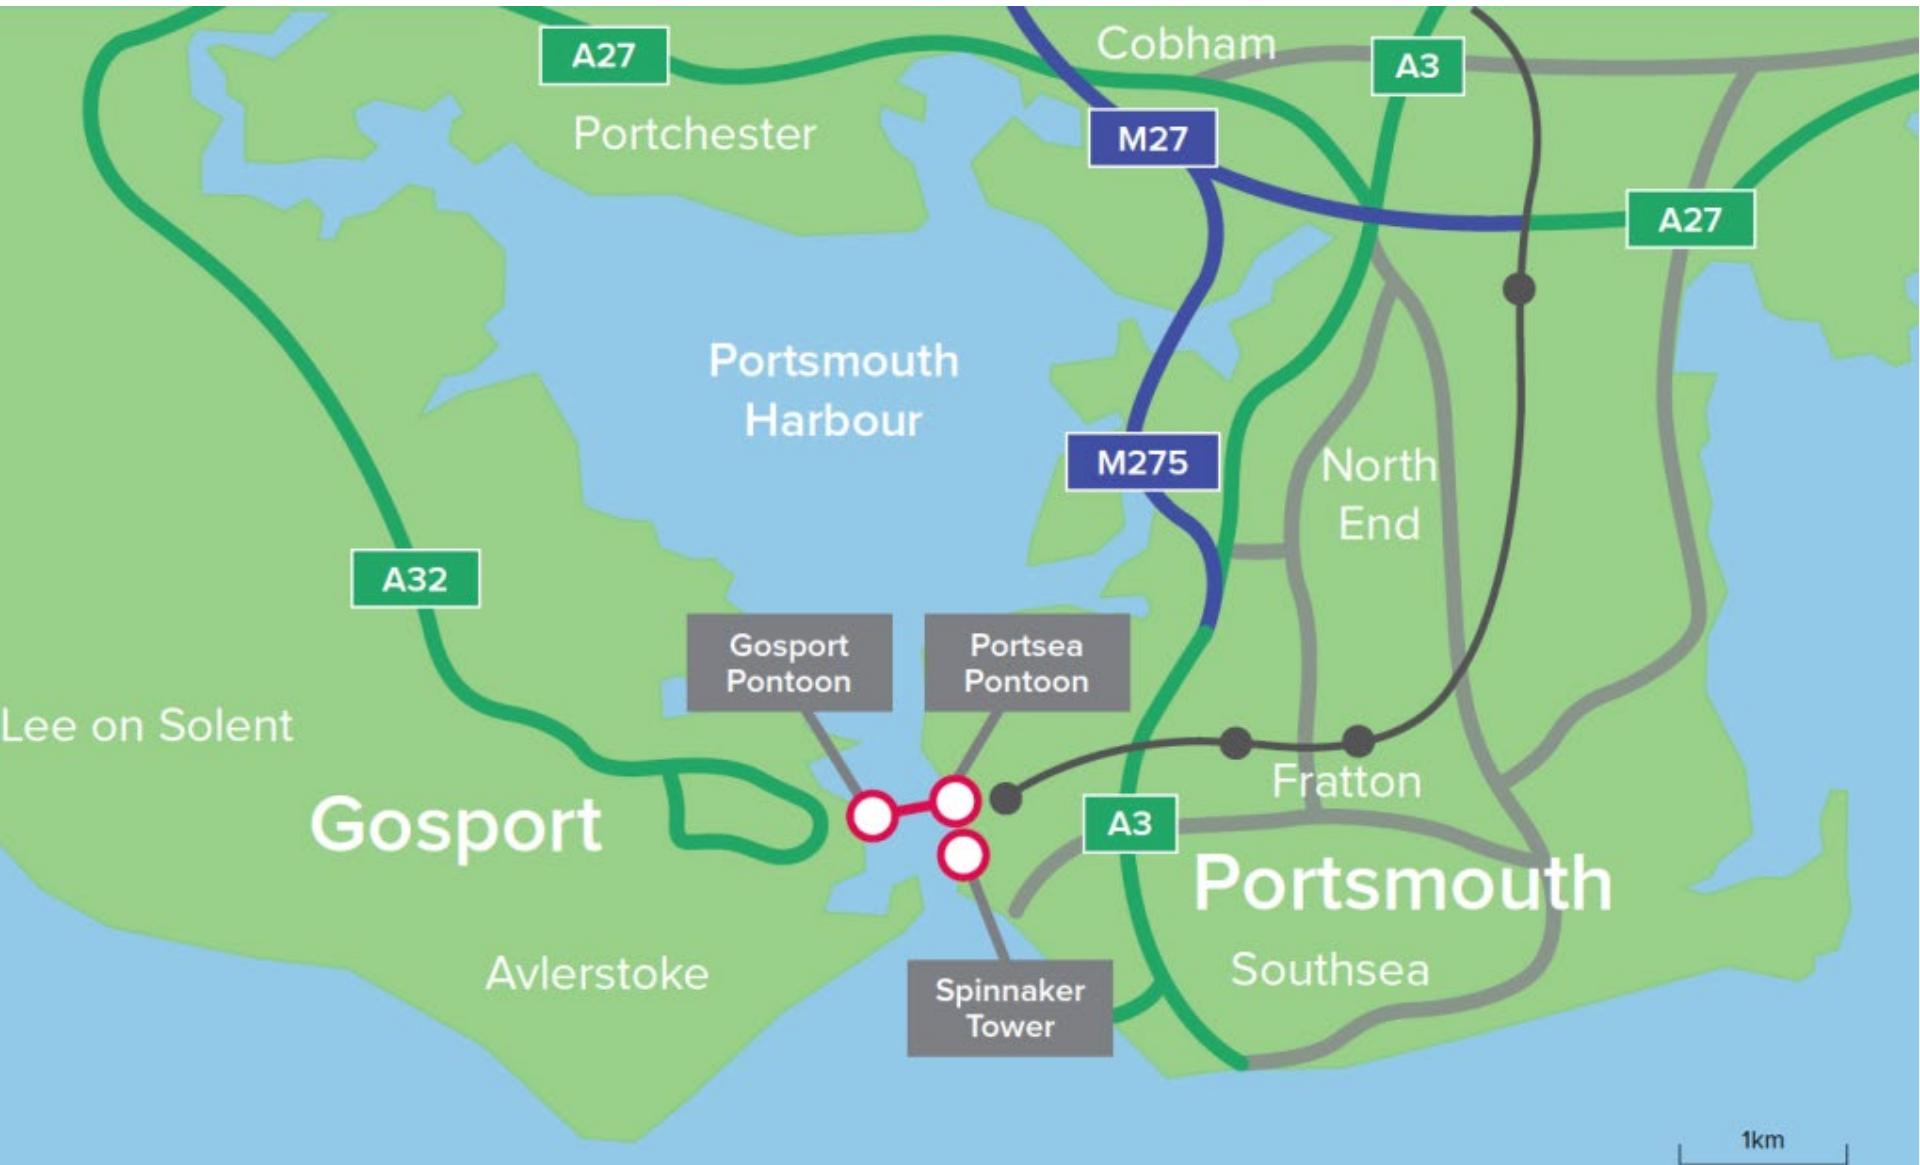 Cobham
A27
A3
Portchester
M27
A27
Portsmouth
Harbour
M275
North
End
A32
Gosport
Pontoon
Portsea
Pontoon
Lee on Solent
Fratton
Gosport
A3
Portsmouth
Avlerstoke
Southsea
Spinnaker
Tower
1km